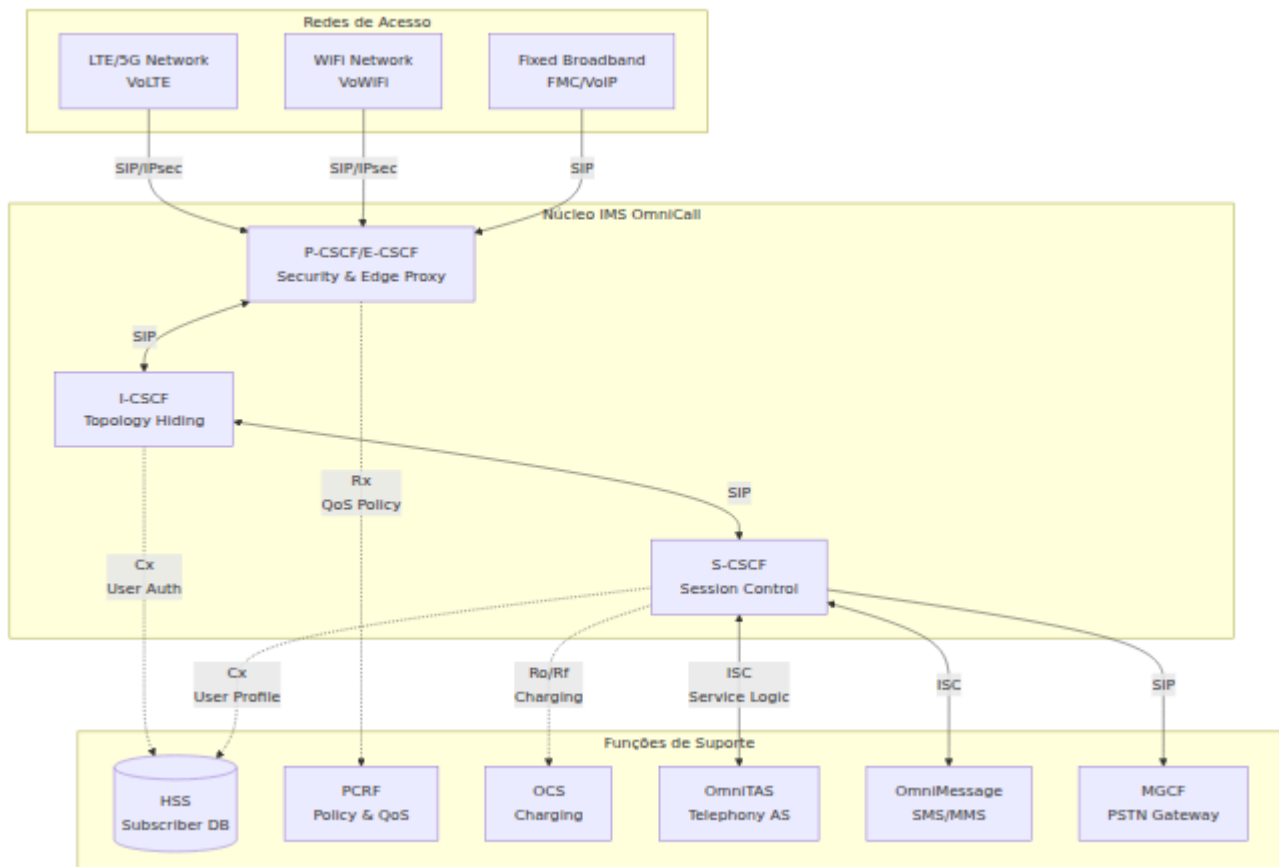 Redes de Acesso
LTE/5G Network
VoLTE
WiFi Network
VoWiFi
Fixed Broadband
FMC/VoIP
SIP/IPsec
SIP/IPsec
SIP
Núcleo IMS OmniCall
P-CSCF/E-CSCF
Security & Edge Proxy
SIP
I-CSCF
Topology Hiding
Rx
QoS Policy
SIP
Cx
User Auth
S-CSCF
Session Control
Cx
User Profile
Ro/Rf
Charging
ISC
Service Logic
ISC
SIP
Funções de Suporte
HSS
Subscriber DB
PCRF
Policy & QoS
OCS
Charging
OmniTAS
Telephony AS
OmniMessage
SMS/MMS
MGCF
PSTN Gateway